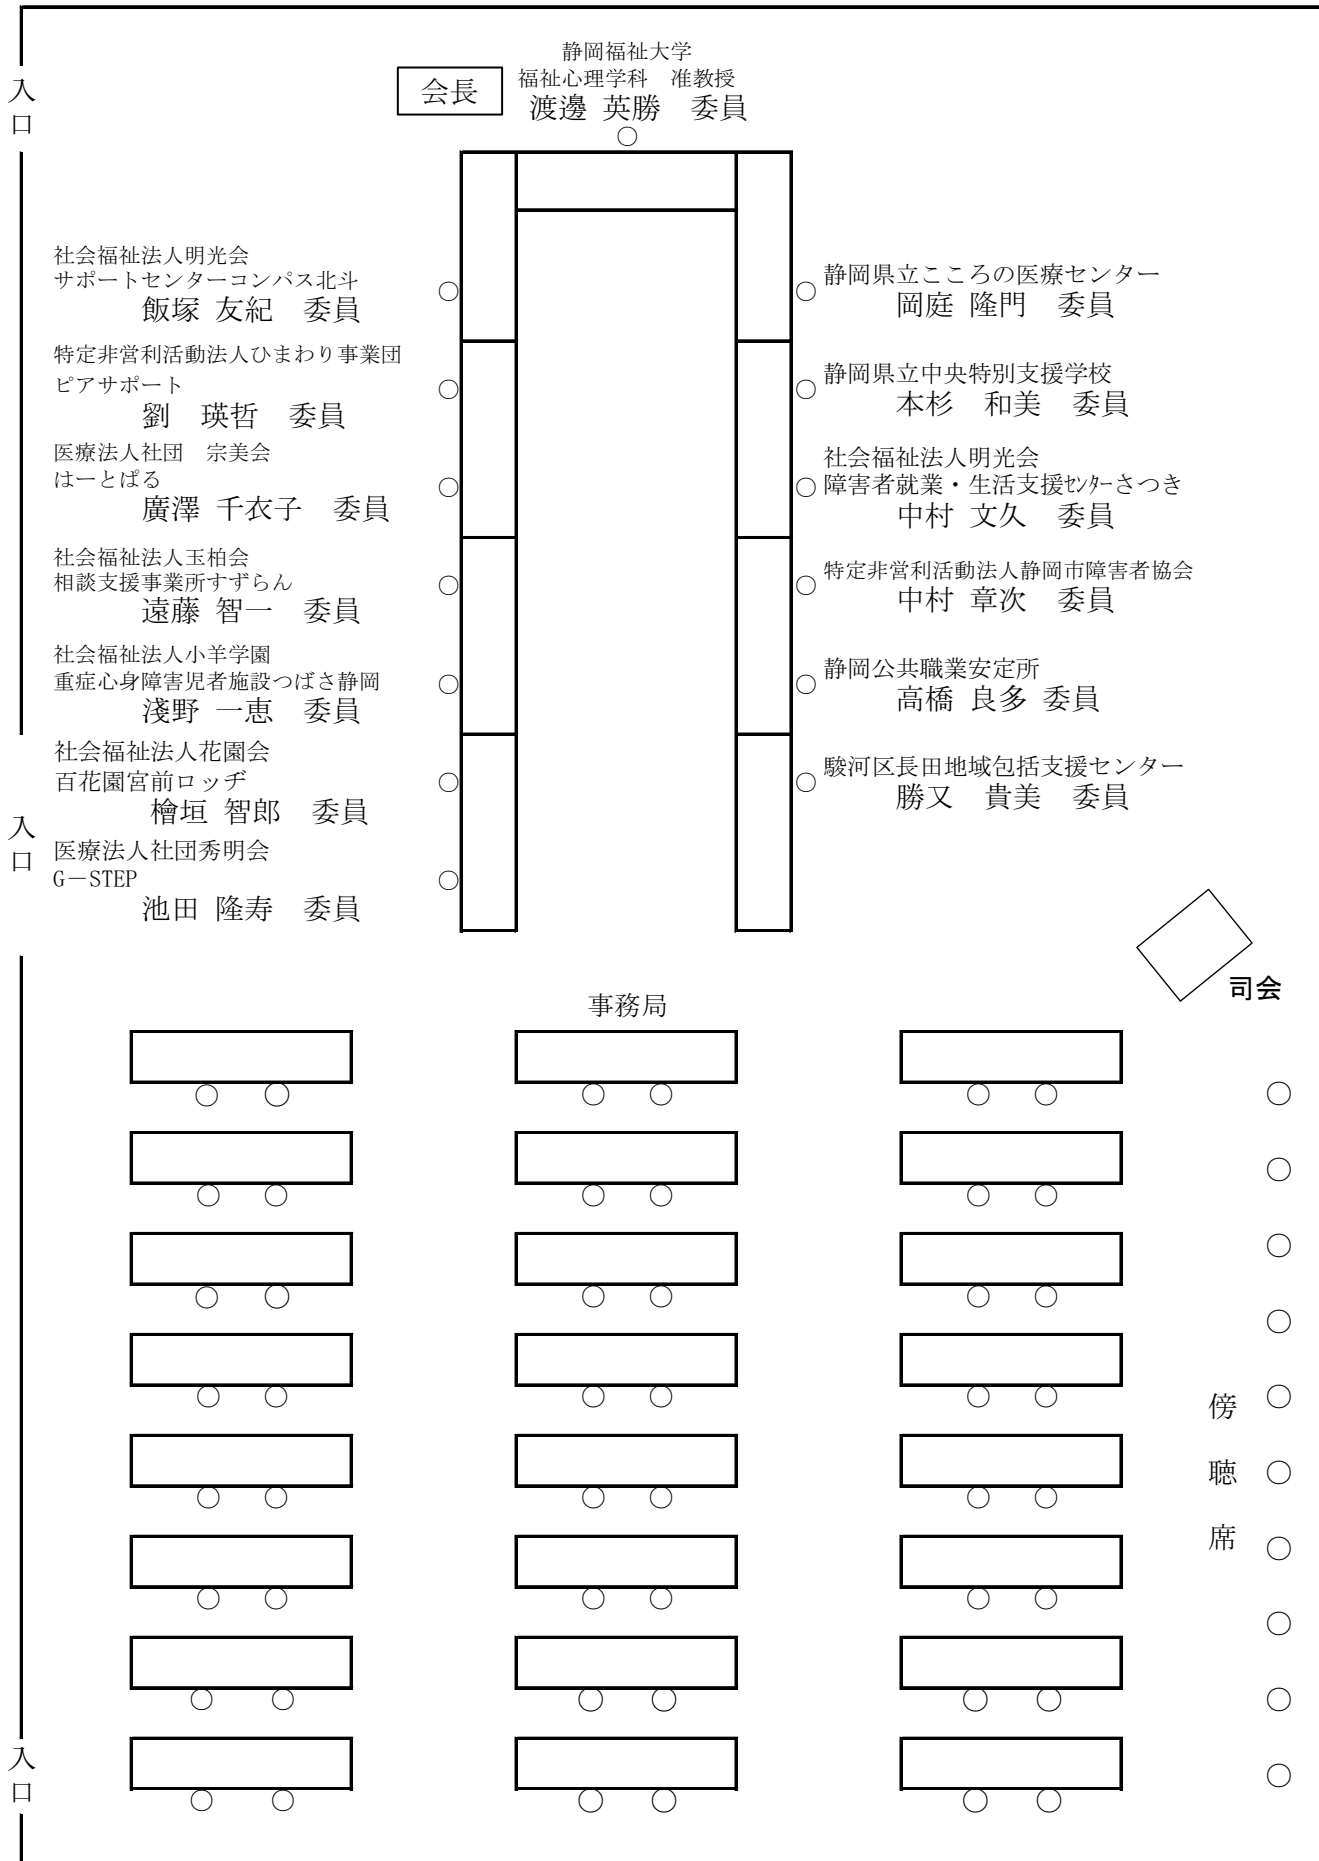 静岡福祉大学
福祉心理学科　准教授
会長
渡邊 英勝　委員
入口
社会福祉法人明光会
サポートセンターコンパス北斗
飯塚 友紀　委員
特定非営利活動法人ひまわり事業団
ピアサポート
劉　瑛哲　委員
医療法人社団　宗美会
はーとぱる
廣澤 千衣子　委員
社会福祉法人玉柏会
相談支援事業所すずらん
遠藤 智一　委員
社会福祉法人小羊学園
重症心身障害児者施設つばさ静岡
淺野 一恵　委員
社会福祉法人花園会
百花園宮前ロッヂ
檜垣 智郎　委員
入口
医療法人社団秀明会
G－STEP
池田 隆寿　委員
静岡県立こころの医療センター
岡庭 隆門　委員
静岡県立中央特別支援学校
本杉　和美　委員
社会福祉法人明光会
障害者就業・生活支援ｾﾝﾀｰさつき
中村 文久　委員
特定非営利活動法人静岡市障害者協会
中村 章次　委員
静岡公共職業安定所
高橋 良多 委員
駿河区長田地域包括支援センター
勝又　貴美　委員
司会
事務局
傍聴席
入口